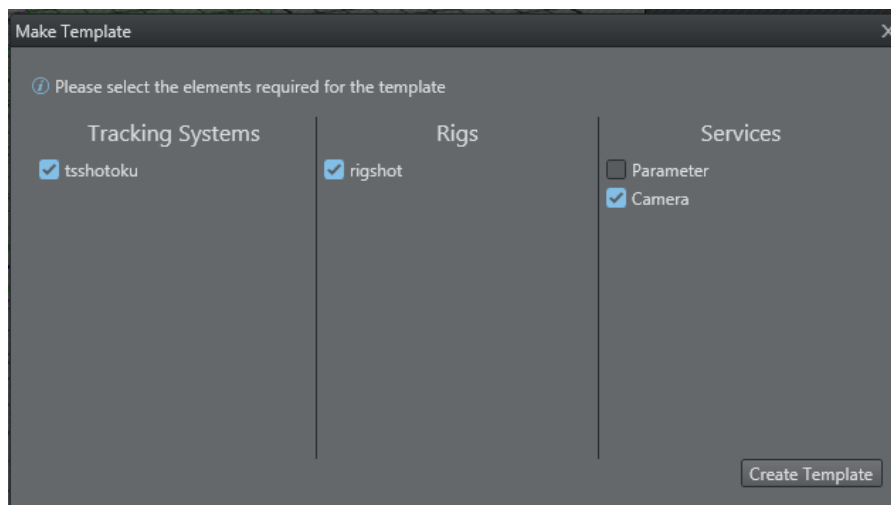 Make Template
Please select the elements required for the template
Tracking Systems
tsshotoku
Rigs
rigshot
Services
Parameter
Camera
Create Template